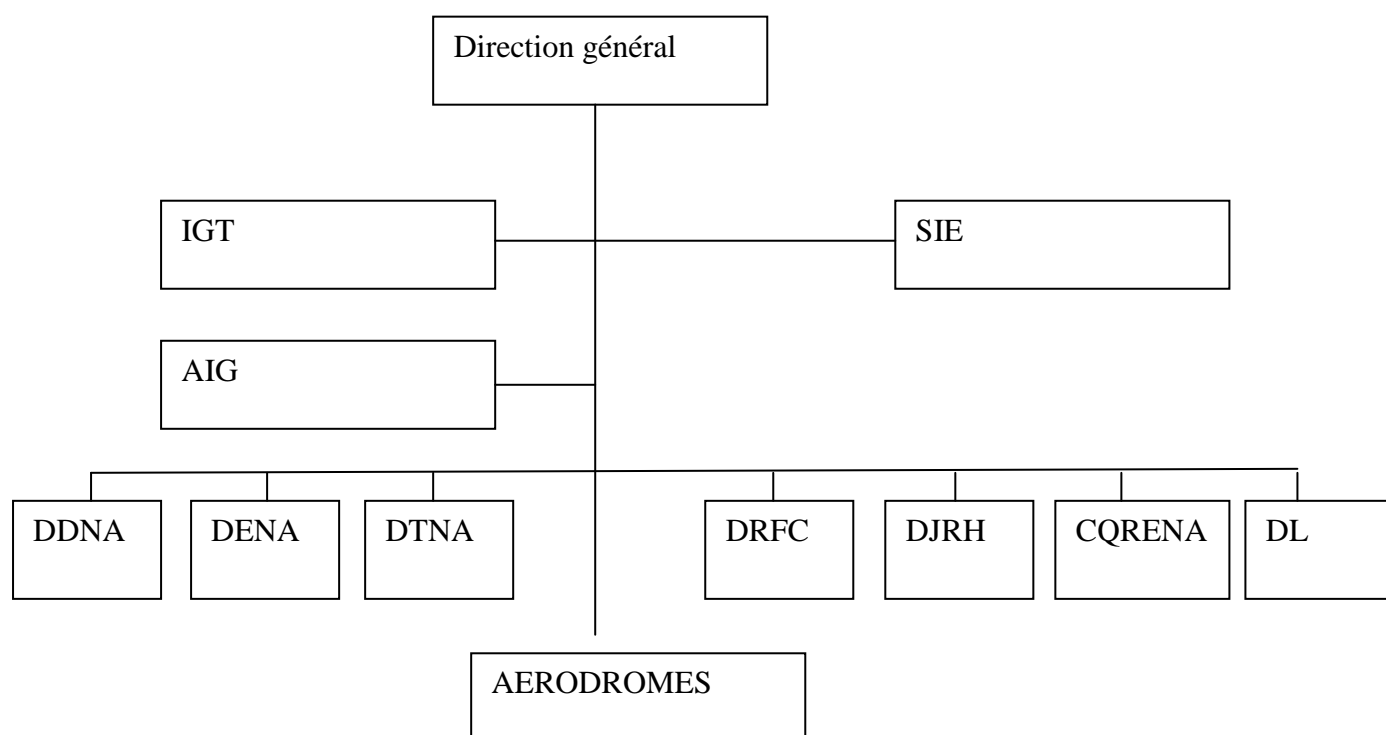 Direction général
IGT
SIE
AIG
DDNA
DENA
DTNA
DRFC
DJRH
CQRENA
DL
AERODROMES